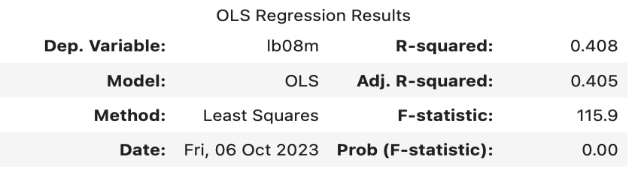 OLS Regression Results
Dep. Variable: lb08m R-squared: 0.408
Model: OLS Adj. R-squared: 0.405
Method: Least Squares F-statistic: 115.9
Date: Fri, 06 Oct 2023 Prob (F-statistic): 0.00